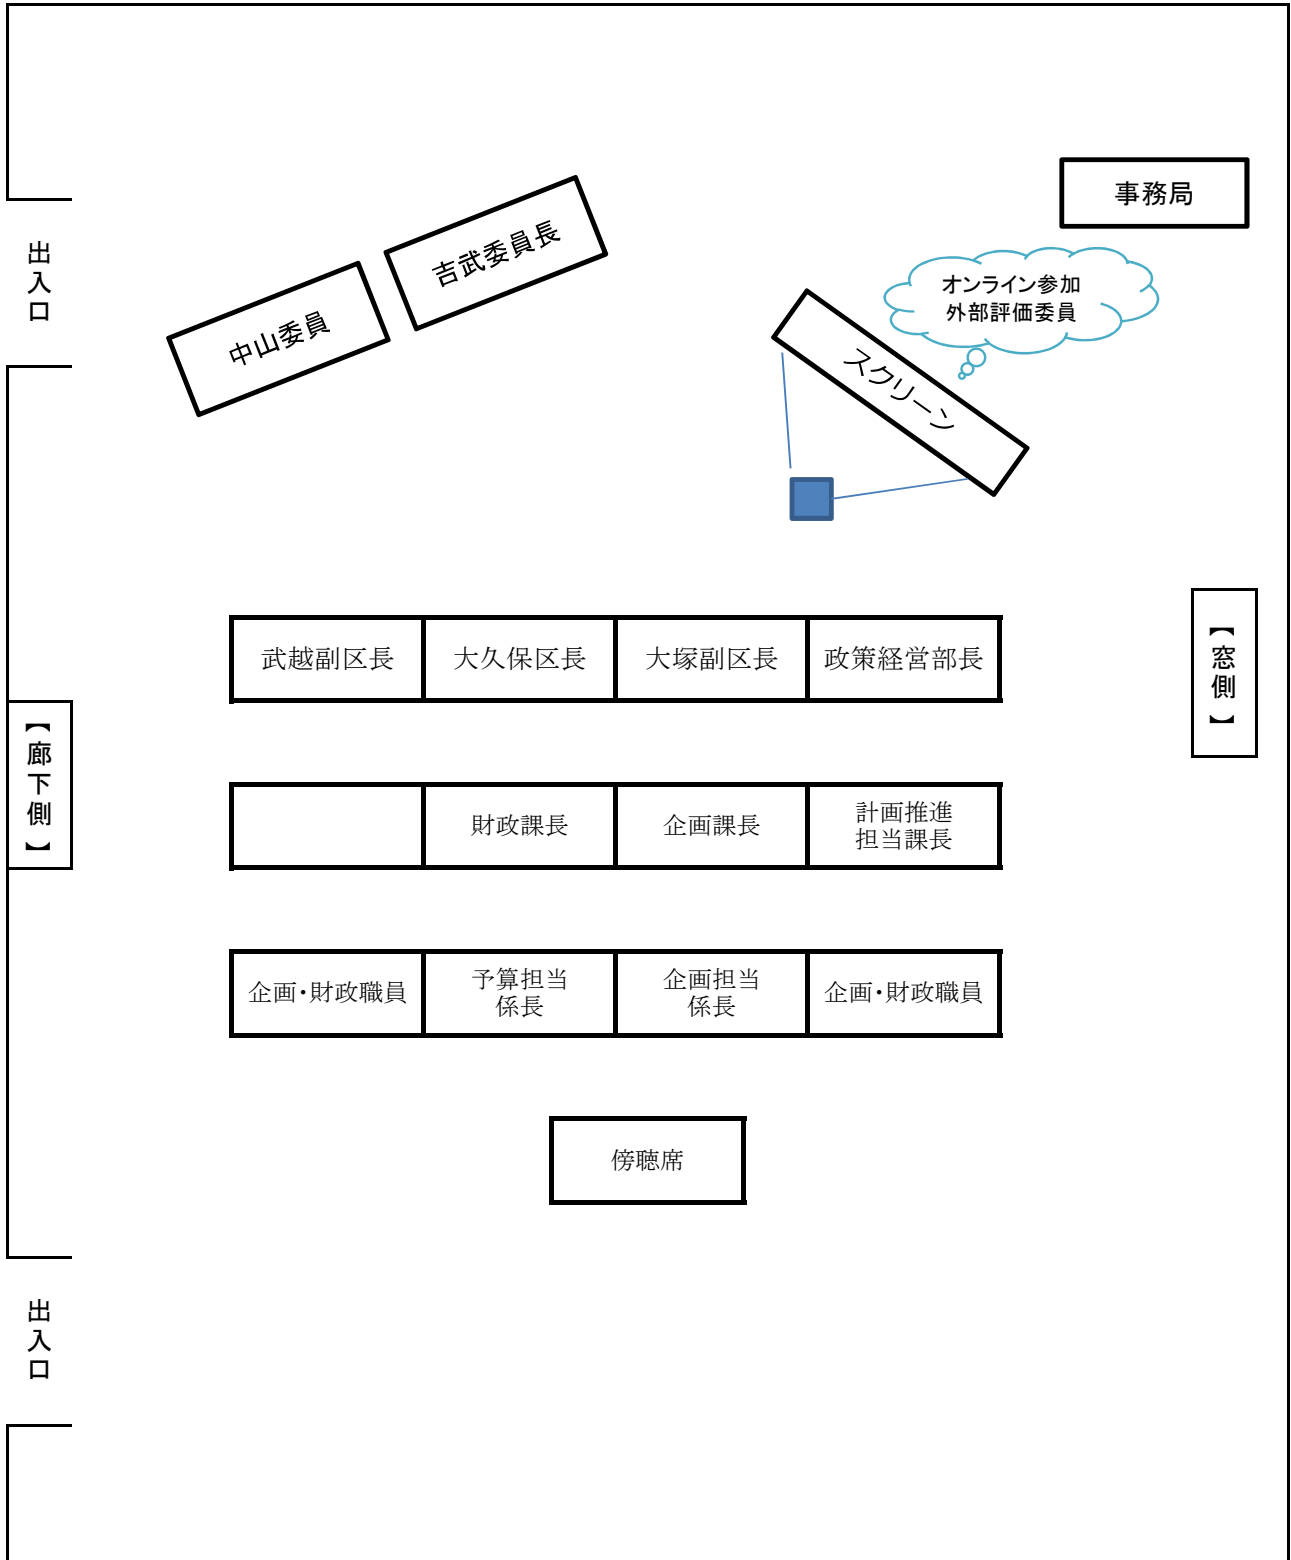 事務局
出入口
吉武委員長
中山委員
オンライン参加
外部評価委員
スクリーン
武越副区長
大久保区長
大塚副区長
政策経営部長
【窓側】
【廊下側】
財政課長
企画課長
計画推進
担当課長
企画・財政職員
予算担当
係長
企画担当
係長
企画・財政職員
傍聴席
出入口